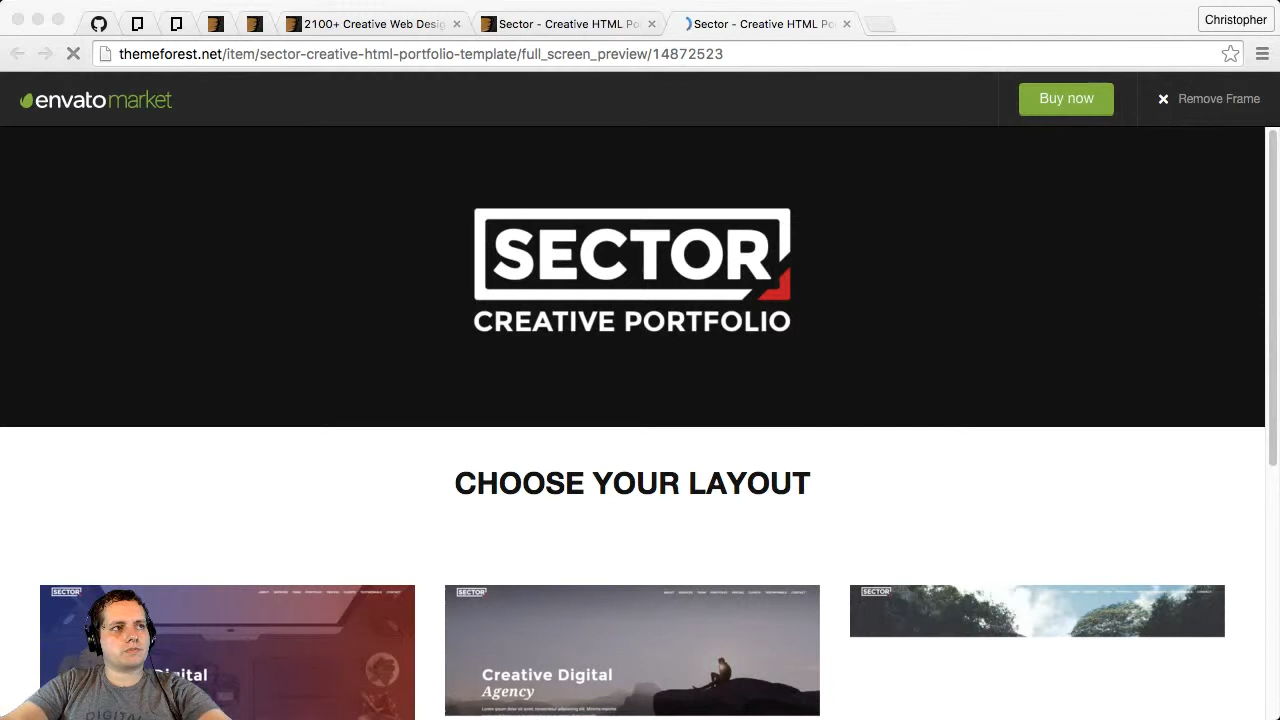 2100+ Creative Web Desig
Sector - Creative HTML Po
Sector - Creative HTML Po
Christopher
themeforest.net/item/sector-creative-html-portfolio-template/full_screen_preview/14872523
envato market
Buy now
Remove Frame
SECTOR
CREATIVE PORTFOLIO
CHOOSE YOUR LAYOUT
SECTOR
SECTOR
SECTOR
Digital
Creative Digital
Agency
DIGITAL